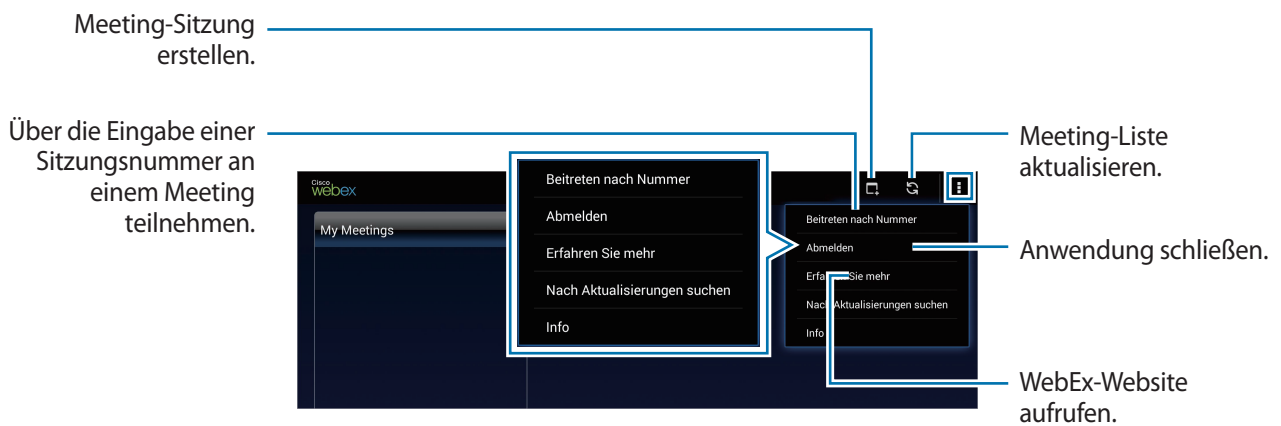 Meeting-Sitzung
erstellen.
Über die Eingabe einer
Sitzungsnummer an
einem Meeting
teilnehmen.
Cisco
webex
My Meetings
Beitreten nach Nummer
Abmelden
Erfahren Sie mehr
Nach Aktualisierungen suchen
Info
Beitreten nach Nummer
Abmelden
Erfahren Sie mehr
Nach Aktualisierungen suchen
Info
Meeting-Liste
aktualisieren.
Anwendung schließen.
WebEx-Website
aufrufen.